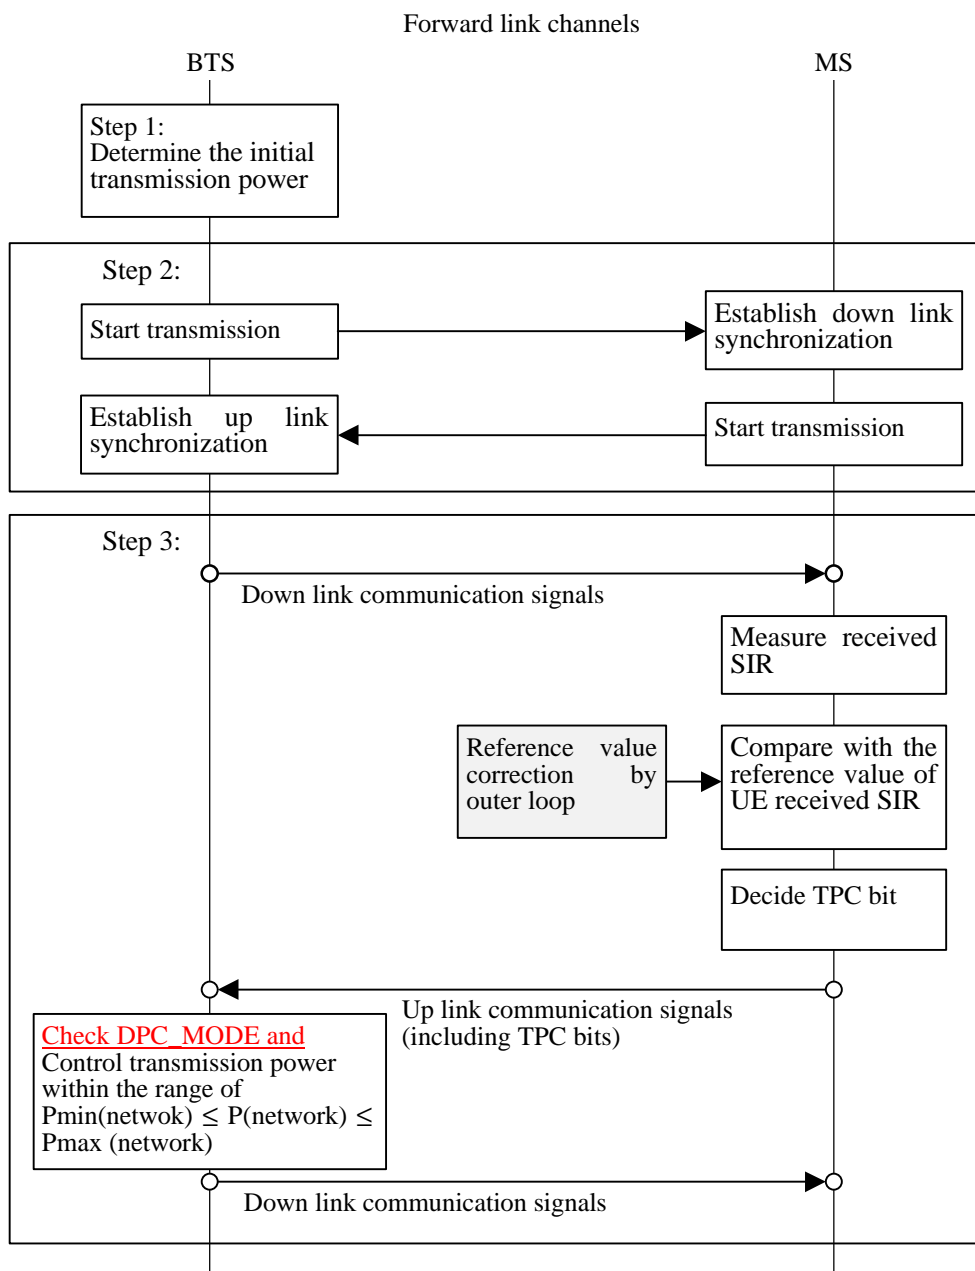 Forward link channels
BTS
MS
Step 1:
Determine the initial
transmission power
Step 2:
Start transmission
Establish down link
synchronization
Establish up link
synchronization
Start transmission
Step 3:
Down link communication signals
Measure received
SIR
Reference value
correction by
outer loop
Compare with the
reference value of
UE received SIR
Decide TPC bit
Up link communication signals
(including TPC bits)
Check DPC_MODE and
Control transmission power
within the range of
Pmin(netwok) ≤ P(network) ≤
Pmax (network)
Down link communication signals